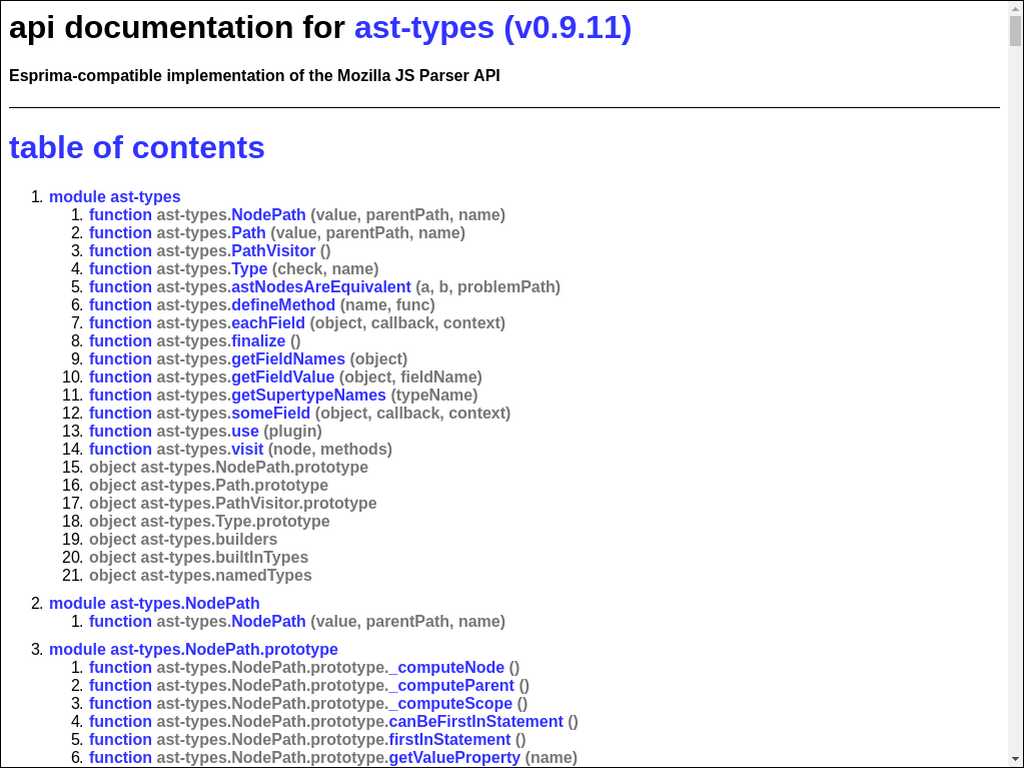 api documentation for ast-types (v0.9.11)
Esprima-compatible implementation of the Mozilla JS Parser API
table of contents
1. module ast-types
1. function ast-types.NodePath (value, parentPath, name)
2. function ast-types.Path (value, parentPath, name)
3. function ast-types.PathVisitor ()
4. function ast-types.Type (check, name)
5. function ast-types.astNodesAreEquivalent (a, b, problemPath)
6. function ast-types.defineMethod (name, func)
7. function ast-types.eachField (object, callback, context)
8. function ast-types.finalize ()
9. function ast-types.getFieldNames (object)
10. function ast-types.getFieldValue (object, fieldName)
11. function ast-types.getSupertypeNames (typeName)
12. function ast-types.someField (object, callback, context)
13. function ast-types.use (plugin)
14. function ast-types.visit (node, methods)
15. object ast-types.NodePath.prototype
16. object ast-types.Path.prototype
17. object ast-types.PathVisitor.prototype
18. object ast-types.Type.prototype
19. object ast-types.builders
20. object ast-types.builtInTypes
21. object ast-types.namedTypes
2. module ast-types.NodePath
1. function ast-types.NodePath (value, parentPath, name)
3. module ast-types.NodePath.prototype
1. function ast-types.NodePath.prototype._computeNode ()
2. function ast-types.NodePath.prototype._computeParent ()
3. function ast-types.NodePath.prototype._computeScope ()
4. function ast-types.NodePath.prototype.canBeFirstInStatement ()
5. function ast-types.NodePath.prototype.firstInStatement ()
6. function ast-types.NodePath.prototype.getValueProperty (name)